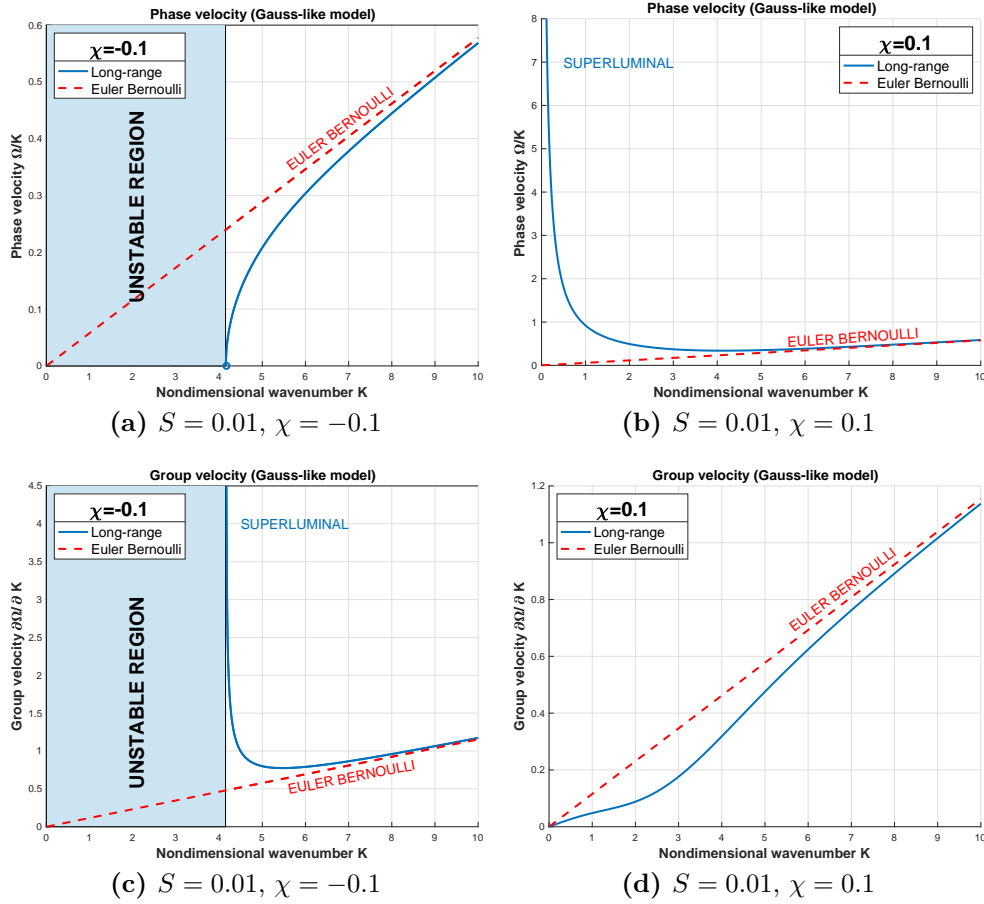 Phase velocity (Gauss-like model)
χ=-0.1
Long-range
Euler Bernoulli
UNSTABLE REGION
EULER BERNOULLI
Phase velocity Ω/K
0.6
0.5
0.4
0.3
0.2
0.1
0
0 1 2 3 4 5 6 7 8 9 10
Nondimensional wavenumber K
(a) S = 0.01, χ = −0.1
Phase velocity (Gauss-like model)
χ=0.1
Long-range
Euler Bernoulli
SUPERLUMINAL
EULER BERNOULLI
Phase velocity Ω/K
8
7
6
5
4
3
2
1
0
0 1 2 3 4 5 6 7 8 9 10
Nondimensional wavenumber K
(b) S = 0.01, χ = 0.1
Group velocity (Gauss-like model)
χ=-0.1
Long-range
Euler Bernoulli
SUPERLUMINAL
UNSTABLE REGION
EULER BERNOULLI
Group velocity ∂Ω/∂ K
4.5
4
3.5
3
2.5
2
1.5
1
0.5
0
0 1 2 3 4 5 6 7 8 9 10
Nondimensional wavenumber K
(c) S = 0.01, χ = −0.1
Group velocity (Gauss-like model)
χ=0.1
Long-range
Euler Bernoulli
EULER BERNOULLI
Group velocity ∂Ω/∂ K
1.2
1
0.8
0.6
0.4
0.2
0
0 1 2 3 4 5 6 7 8 9 10
Nondimensional wavenumber K
(d) S = 0.01, χ = 0.1